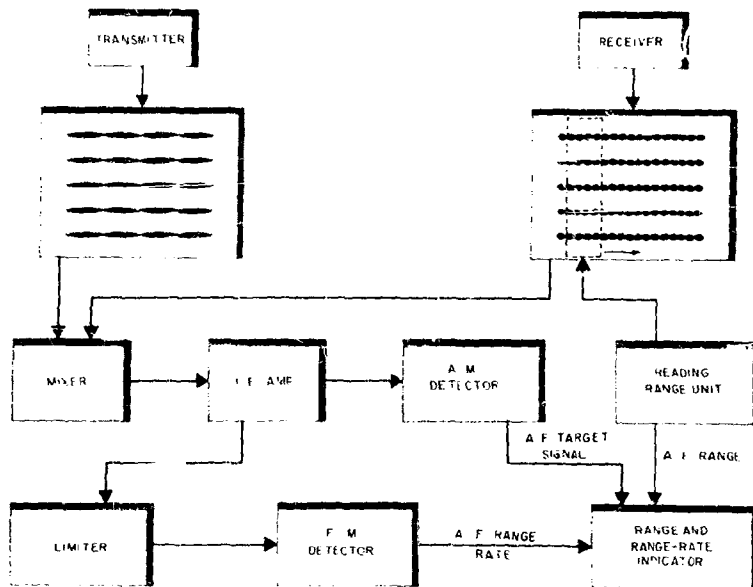 TRANSMITTER
RECEIVER
MIXER
I F AMP
A M
DETECTOR
READING
RANGE UNIT
A F TARGET
SIGNAL
A F RANGE
LIMITER
F M
DETECTOR
A F RANGE
RATE
RANGE AND
RANGE-RATE
INDICATOR